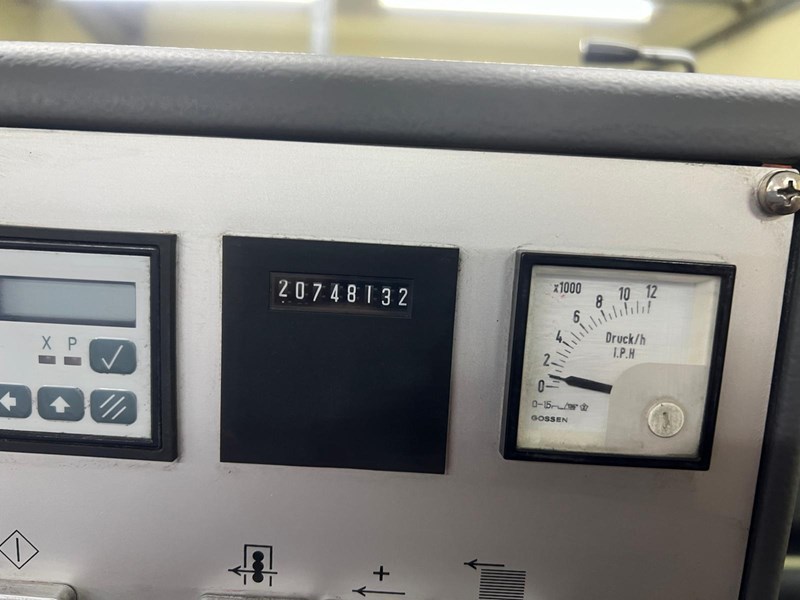 X P
20748132
x1000
0 2 4 6 8 10 12
Druck/h
I.P.H
GOSSEN